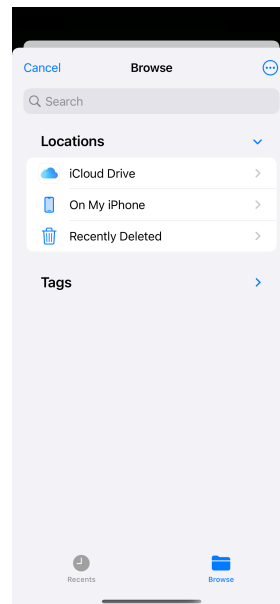 Cancel Browse
Search
Locations
iCloud Drive
On My iPhone
Recently Deleted
Tags
Recents Browse